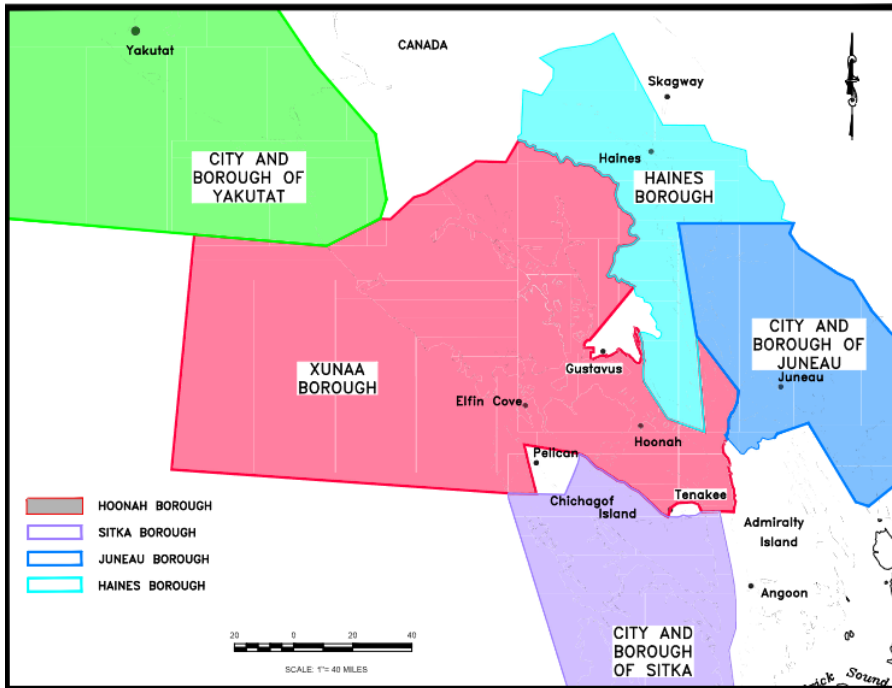 Yakutat
CANADA
Skagway
CITY AND
BOROUGH OF
YAKUTAT
Haines
HAINES
BOROUGH
CITY AND
BOROUGH OF
JUNEAU
Juneau
Gustavus
XUNAA
BOROUGH
Elfin Cove
Hoonah
Pelican
Chichagof
Island
Tenakee
HOONAH BOROUGH
SITKA BOROUGH
JUNEAU BOROUGH
HAINES BOROUGH
Admiralty
Island
Angoon
CITY AND
BOROUGH
OF SITKA
20 0 20 40
SCALE: 1"= 40 MILES
rick Sound